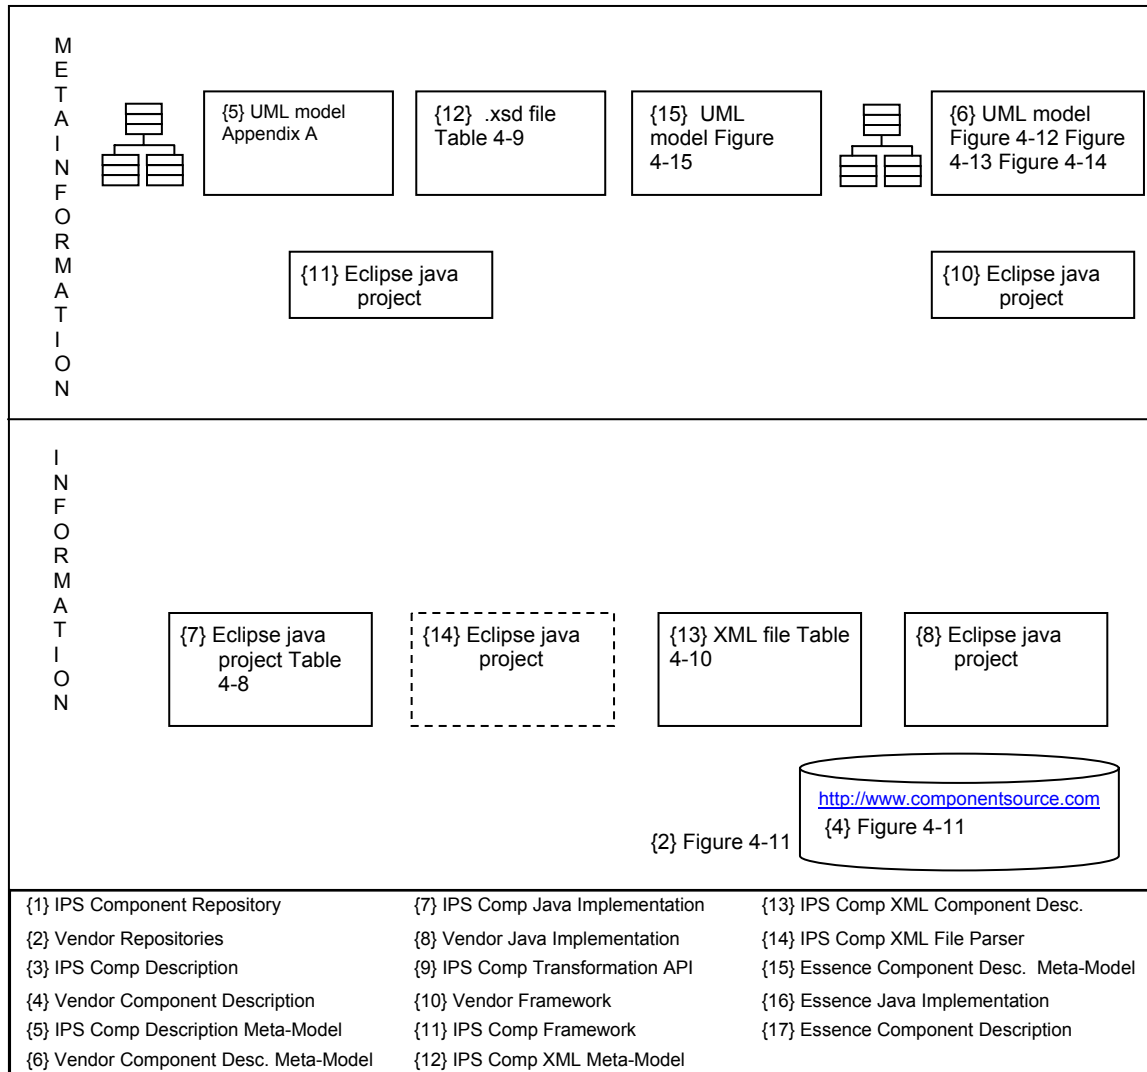 METAINFORMATION
{5} UML model
Appendix A
{12} .xsd file
Table 4-9
{15} UML
model Figure
4-15
{6} UML model
Figure 4-12 Figure
4-13 Figure 4-14
{11} Eclipse java
project
{10} Eclipse java
project
INFORMATION
{7} Eclipse java
project Table
4-8
{14} Eclipse java
project
{13} XML file Table
4-10
{8} Eclipse java
project
http://www.componentsource.com
{4} Figure 4-11
{2} Figure 4-11
{1} IPS Component Repository
{2} Vendor Repositories
{3} IPS Comp Description
{4} Vendor Component Description
{5} IPS Comp Description Meta-Model
{6} Vendor Component Desc. Meta-Model
{7} IPS Comp Java Implementation
{8} Vendor Java Implementation
{9} IPS Comp Transformation API
{10} Vendor Framework
{11} IPS Comp Framework
{12} IPS Comp XML Meta-Model
{13} IPS Comp XML Component Desc.
{14} IPS Comp XML File Parser
{15} Essence Component Desc. Meta-Model
{16} Essence Java Implementation
{17} Essence Component Description